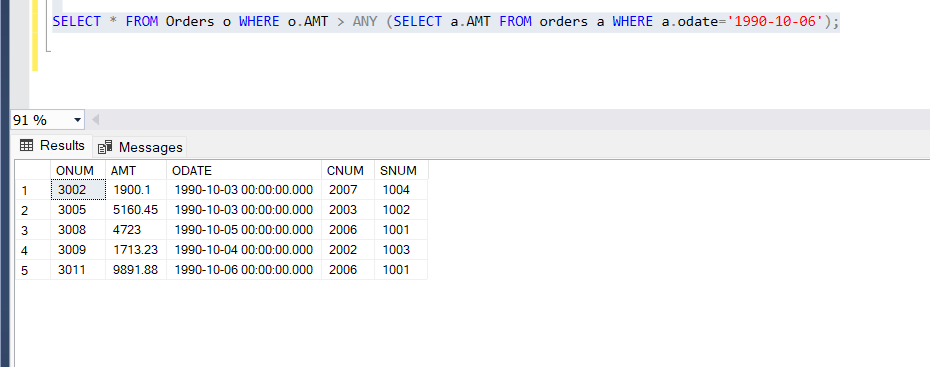 SELECT * FROM Orders o WHERE o.AMT > ANY (SELECT a.AMT FROM orders a WHERE a.odate='1990-10-06');
91 %
Results Messages
ONUM AMT ODATE CNUM SNUM
1 3002 1900.1 1990-10-03 00:00:00.000 2007 1004
2 3005 5160.45 1990-10-03 00:00:00.000 2003 1002
3 3008 4723 1990-10-05 00:00:00.000 2006 1001
4 3009 1713.23 1990-10-04 00:00:00.000 2002 1003
5 3011 9891.88 1990-10-06 00:00:00.000 2006 1001